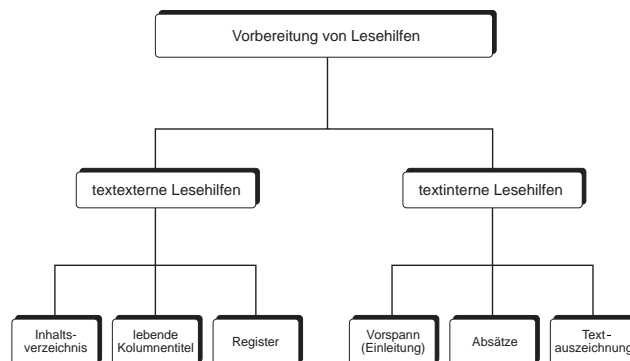 Vorbereitung von Lesehilfen
textexterne Lesehilfen
textinterne Lesehilfen
Inhalts-
verzeichnis
lebende
Kolumnentitel
Register
Vorspann
(Einleitung)
Absätze
Text-
auszeichnung